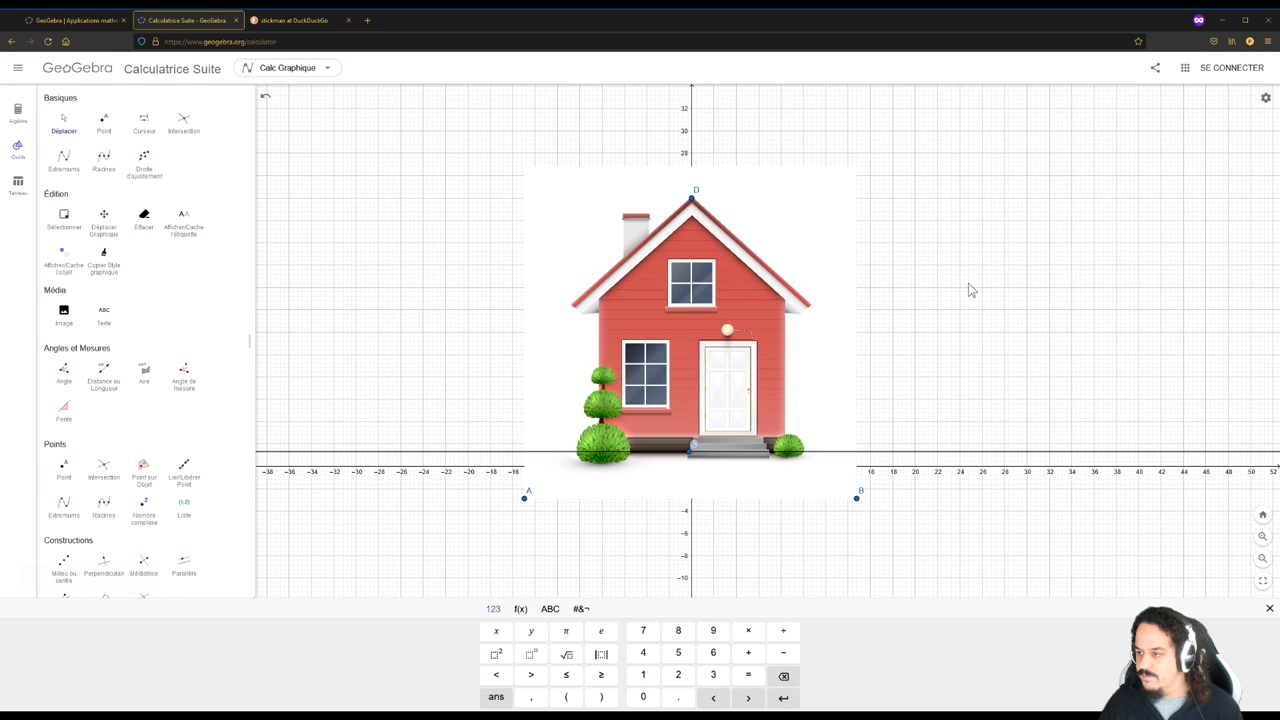 GeoGebra | Applications math
Calculatrice Suite - GeoGebra
stickman at DuckDuckGo
https://www.geogebra.org/calculator
GeoGebra
Calculatrice Suite
Calc Graphique
SE CONNECTER
Algèbre
Outils
Tableau
Basiques
Déplacer
Point
Curseur
Intersection
Extremums
Racines
Droite d'ajustement
Édition
Sélectionner
Déplacer Graphique
Effacer
Afficher/Cacher l'étiquette
Afficher/Cacher l'objet
Copier Style graphique
Média
Image
ABC
Texte
Angles et Mesures
Angle
Distance ou Longueur
Aire
Angle de mesure
Pente
Points
Point
Intersection
Point sur Objet
Lier/Libérer Point
Extremums
Racines
Nombre complexe
Liste
Constructions
Milieu ou centre
Perpendiculaire
Médiatrice
Parallèle
32
30
28
D
−38 −36 −34 −32 −30 −28 −26 −24 −22 −20 −18 −16
16 18 20 22 24 26 28 30 32 34 36 38 40 42 44 46 48 50 52
A
B
−4
−6
−8
−10
123 f(x) ABC #&¬
x y π e 7 8 9 × ÷
4 5 6 + −
< > ≤ ≥ 1 2 3 =
ans , ( ) 0 . < >